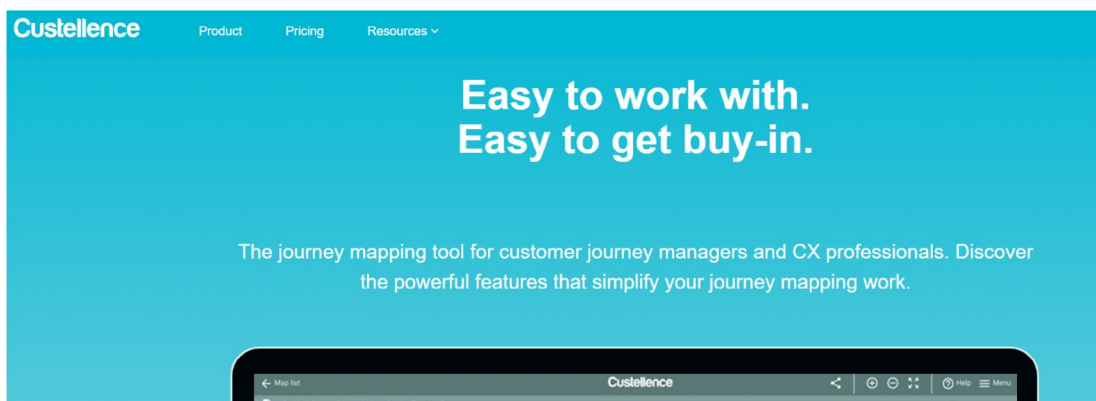 Custellence
Product Pricing Resources
Easy to work with.
Easy to get buy-in.
The journey mapping tool for customer journey managers and CX professionals. Discover
the powerful features that simplify your journey mapping work.
Map list Custellence Help Menu